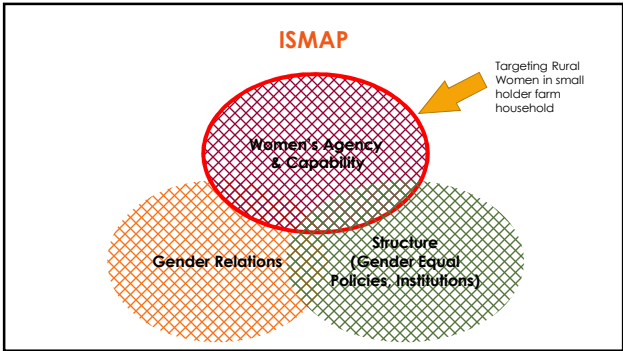 ISMAP
Targeting Rural
Women in small
holder farm
household
Women's Agency
& Capability
Gender Relations
Structure
(Gender Equal
Policies, Institutions)